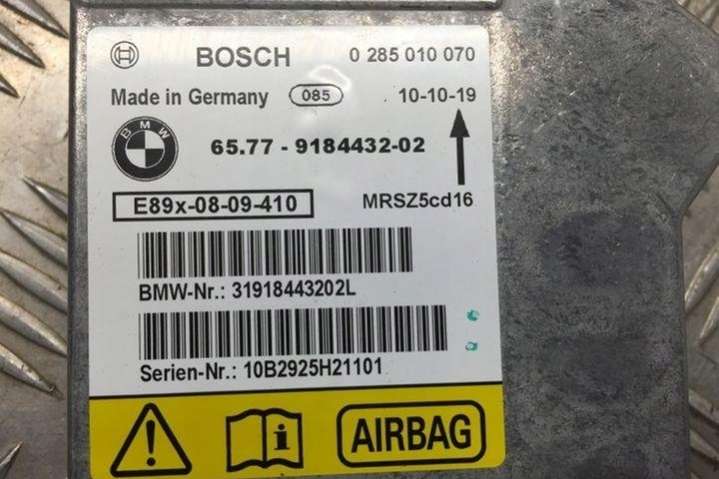 BOSCH 0 285 010 070
Made in Germany 085 10-10-19
BMW
65.77 - 9184432-02
E89x-08-09-410 MRSZ5cd16
BMW-Nr.: 31918443202L
Serien-Nr.: 10B2925H21101
AIRBAG